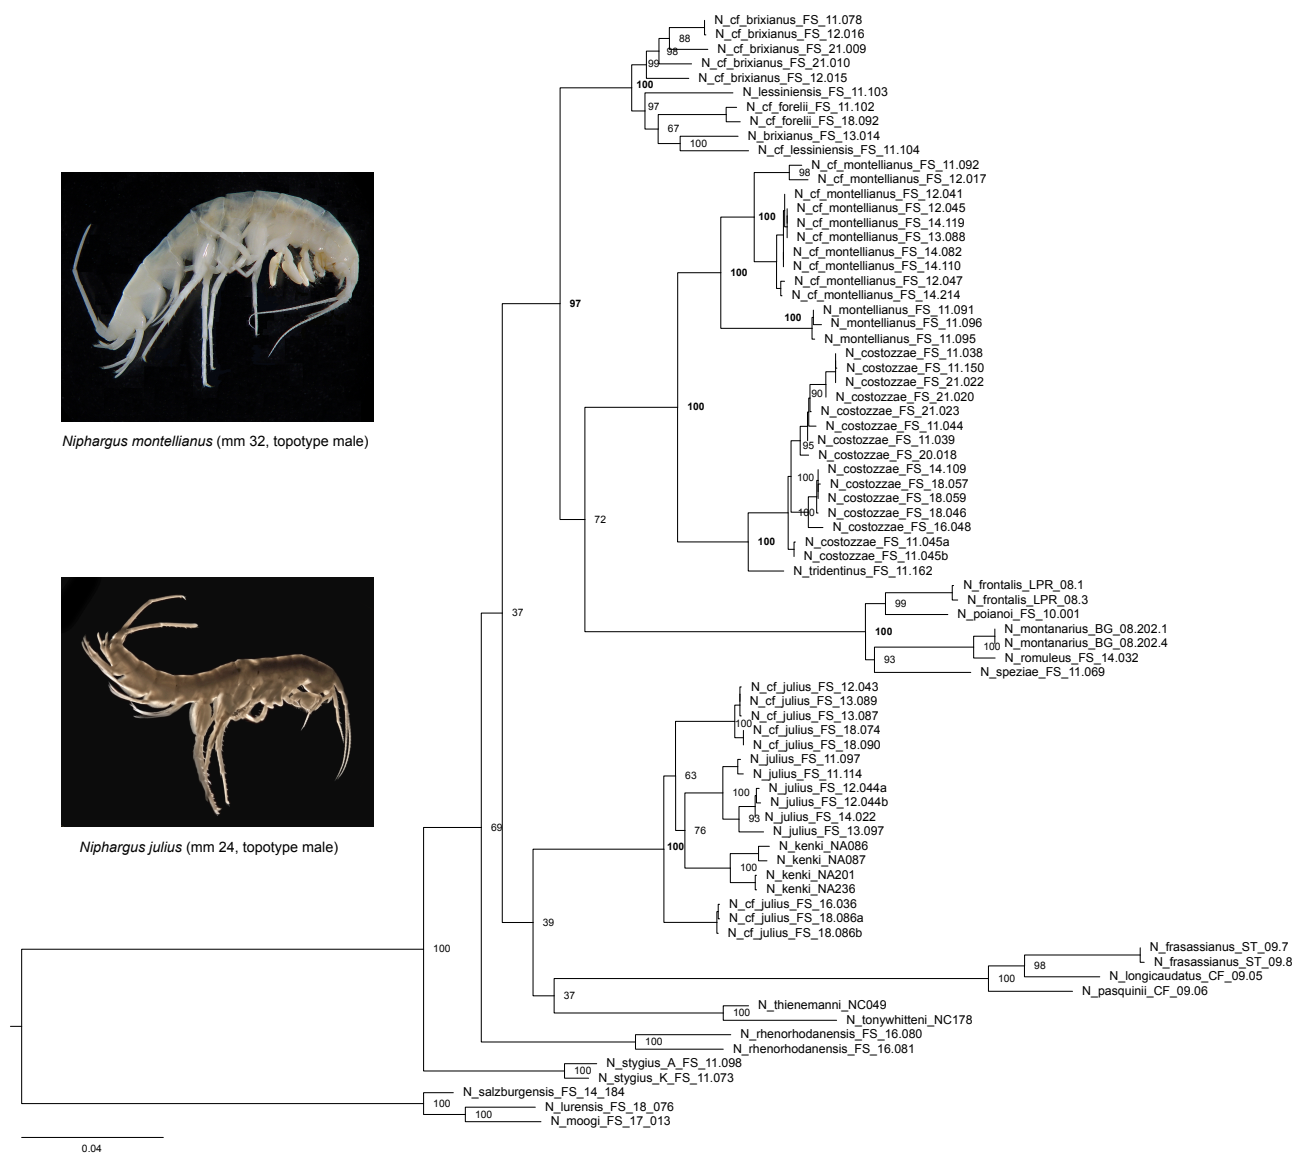 N_cf_brixianus_FS_11.078
N_cf_brixianus_FS_12.016
88
N_cf_brixianus_FS_21.009
98
N_cf_brixianus_FS_21.010
99
N_cf_brixianus_FS_12.015
100
N_lessiniensis_FS_11.103
97
N_cf_forelii_FS_11.102
N_cf_forelii_FS_18.092
67
N_brixianus_FS_13.014
100
N_cf_lessiniensis_FS_11.104
N_cf_montellianus_FS_11.092
98
N_cf_montellianus_FS_12.017
N_cf_montellianus_FS_12.041
N_cf_montellianus_FS_12.045
100
N_cf_montellianus_FS_14.119
N_cf_montellianus_FS_13.088
N_cf_montellianus_FS_14.082
N_cf_montellianus_FS_14.110
100
N_cf_montellianus_FS_12.047
N_cf_montellianus_FS_14.214
97
N_montellianus_FS_11.091
100
N_montellianus_FS_11.096
N_montellianus_FS_11.095
N_costozzae_FS_11.038
N_costozzae_FS_11.150
N_costozzae_FS_21.022
90
N_costozzae_FS_21.020
100
N_costozzae_FS_21.023
N_costozzae_FS_11.044
N_costozzae_FS_11.039
95
N_costozzae_FS_20.018
Niphargus montellianus (mm 32, topotype male)
N_costozzae_FS_14.109
100
N_costozzae_FS_18.057
N_costozzae_FS_18.059
N_costozzae_FS_18.046
100
72
N_costozzae_FS_16.048
N_costozzae_FS_11.045a
100
N_costozzae_FS_11.045b
N_tridentinus_FS_11.162
N_frontalis_LPR_08.1
N_frontalis_LPR_08.3
99
N_poianoi_FS_10.001
37
N_montanarius_BG_08.202.1
100
N_montanarius_BG_08.202.4
100
N_romuleus_FS_14.032
93
N_speziae_FS_11.069
N_cf_julius_FS_12.043
N_cf_julius_FS_13.089
N_cf_julius_FS_13.087
100
N_cf_julius_FS_18.074
N_cf_julius_FS_18.090
N_julius_FS_11.097
63
N_julius_FS_11.114
N_julius_FS_12.044a
100
N_julius_FS_12.044b
N_julius_FS_14.022
93
N_julius_FS_13.097
69
76
100
N_kenki_NA086
Niphargus julius (mm 24, topotype male)
N_kenki_NA087
100
N_kenki_NA201
N_kenki_NA236
N_cf_julius_FS_16.036
N_cf_julius_FS_18.086a
39
N_cf_julius_FS_18.086b
100
N_frasassianus_ST_09.7
N_frasassianus_ST_09.8
98
N_longicaudatus_CF_09.05
100
N_pasquinii_CF_09.06
37
N_thienemanni_NC049
100
N_tonywhitteni_NC178
N_rhenorhodanensis_FS_16.080
100
N_rhenorhodanensis_FS_16.081
N_stygius_A_FS_11.098
100
N_stygius_K_FS_11.073
N_salzburgensis_FS_14_184
100
N_lurensis_FS_18_076
100
N_moogi_FS_17_013
0.04